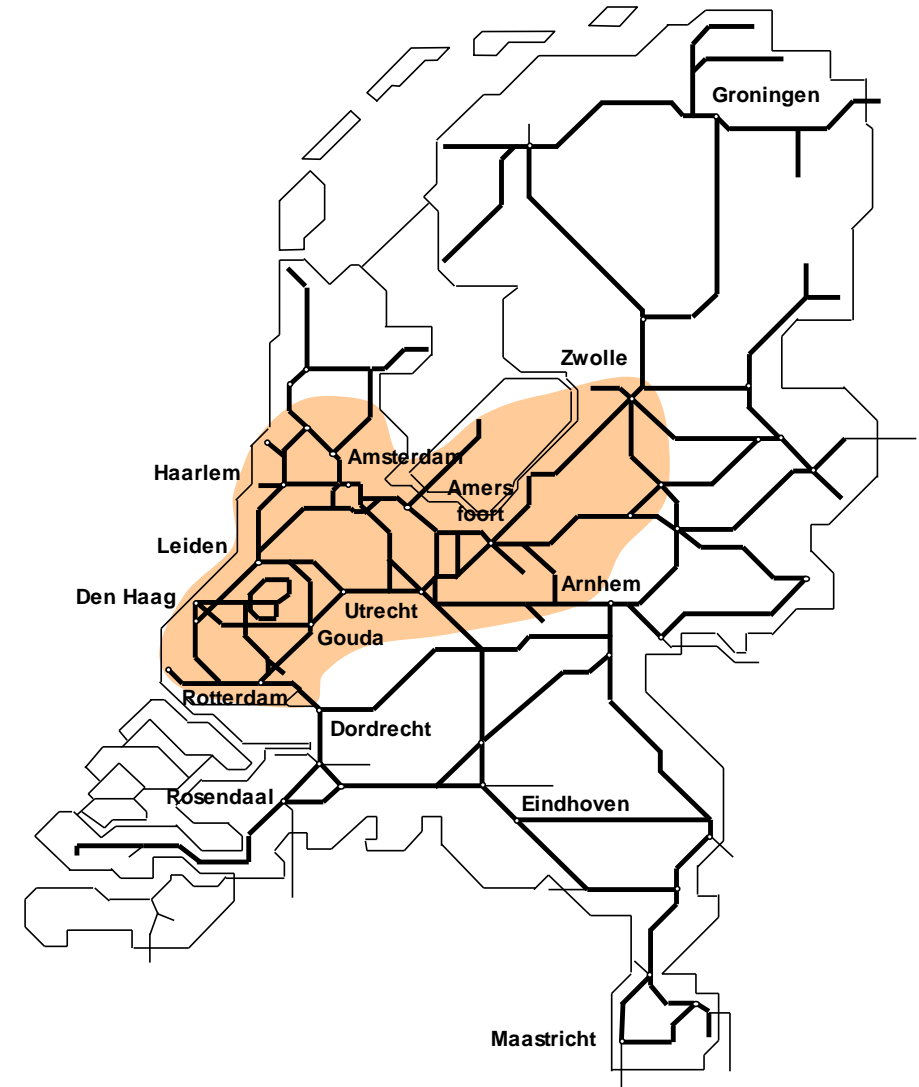 Groningen
Zwolle
Amsterdam
Haarlem
Amers
foort
Leiden
Arnhem
Den Haag
Utrecht
Gouda
Rotterdam
Dordrecht
Rosendaal
Eindhoven
Maastricht